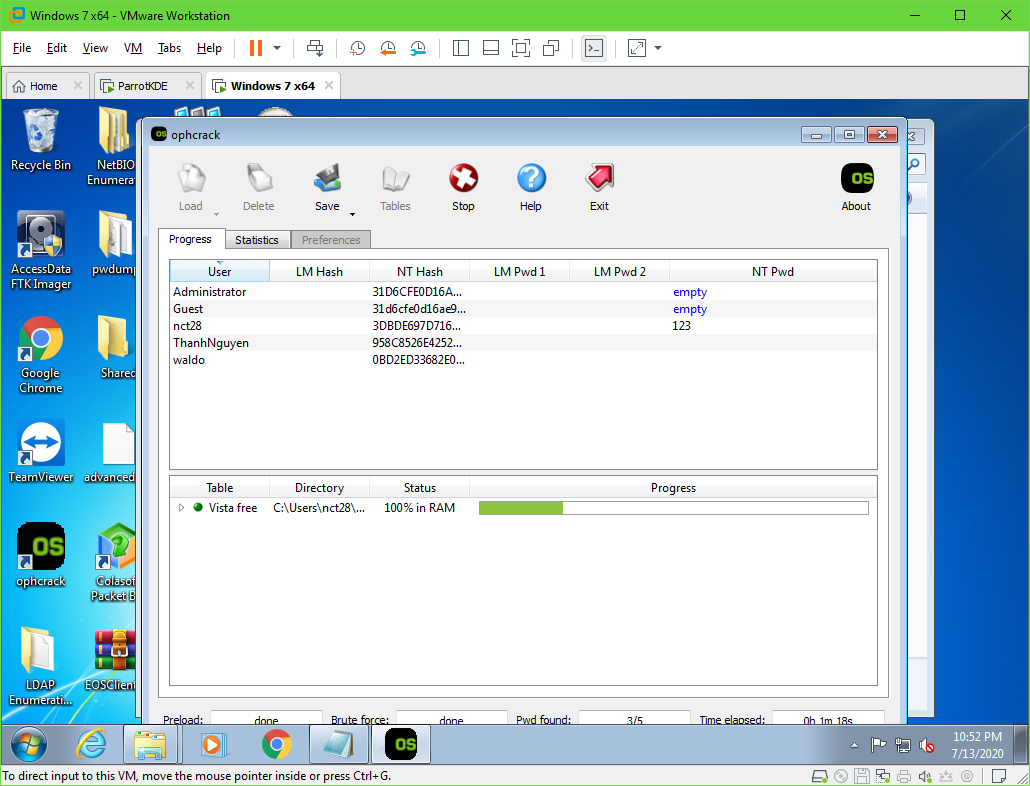 Windows 7 x64 - VMware Workstation
File Edit View VM Tabs Help
Home ParrotKDE Windows 7 x64
Recycle Bin
NetBIO
Enumerat
AccessData
FTK Imager
pwdump
Google
Chrome
Shared
TeamViewer
advanced
ophcrack
Colasof
Packet B
LDAP
Enumerati...
EOSClient
OS ophcrack
Load Delete Save Tables Stop Help Exit OS About
Progress Statistics Preferences
User LM Hash NT Hash LM Pwd 1 LM Pwd 2 NT Pwd
Administrator 31D6CFE0D16A... empty
Guest 31d6cfe0d16ae9... empty
nct28 3DBDE697D716... 123
ThanhNguyen 958C8526E4252...
waldo 0BD2ED33682E0...
Table Directory Status Progress
Vista free C:\Users\nct28\... 100% in RAM
Preload: done Brute force: done Pwd found: 3/5 Time elapsed: 0h 1m 18s
OS
10:52 PM
7/13/2020
To direct input to this VM, move the mouse pointer inside or press Ctrl+G.